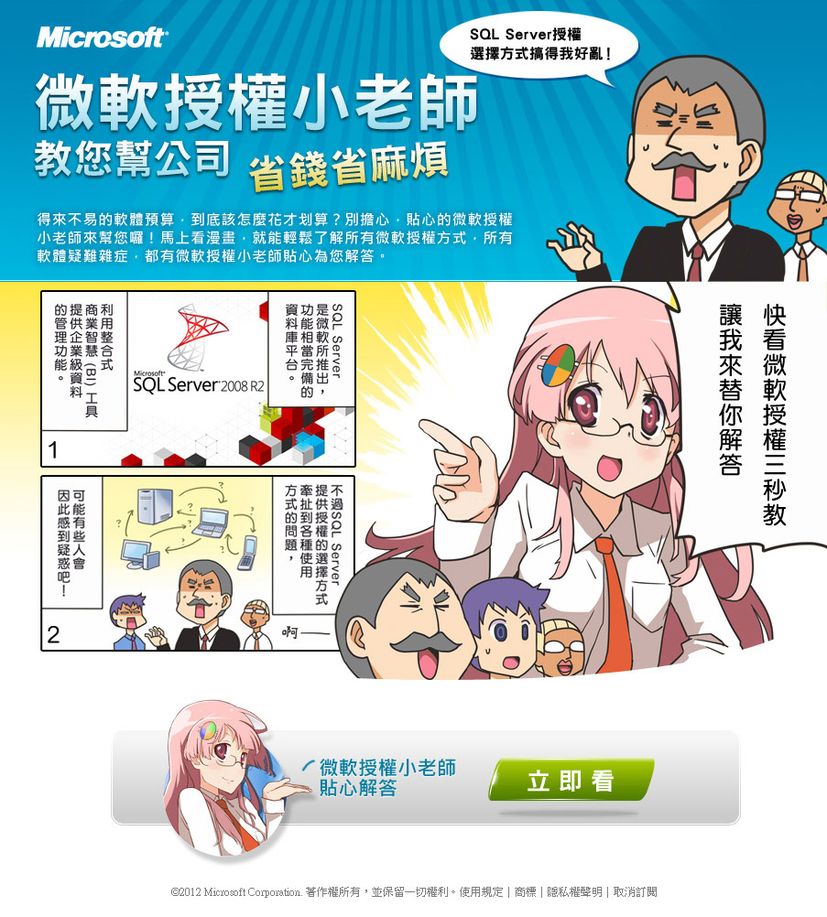 Microsoft
SQL Server授權
選擇方式搞得我好亂！
微軟授權小老師
教您幫公司 省錢省麻煩
得來不易的軟體預算，到底該怎麼花才划算？別擔心，貼心的微軟授權
小老師來幫您囉！馬上看漫畫，就能輕鬆了解所有微軟授權方式，所有
軟體疑難雜症，都有微軟授權小老師貼心為您解答。
SQL Server
是微軟所推出，
功能相當完備的
資料庫平台。
Microsoft
SQL Server 2008 R2
利用整合式
商業智慧 (BI) 工具
提供企業級資料
的管理功能。
1
不過SQL Server
提供授權的選擇方式
牽扯到各種使用
方式的問題，
? ? ? ? ?
可能有些人會
因此感到疑惑吧！
啊——
2
快看微軟授權三秒教
讓我來替你解答
微軟授權小老師
貼心解答
立即看
©2012 Microsoft Corporation. 著作權所有，並保留一切權利。使用規定 | 商標 | 隱私權聲明 | 取消訂閱